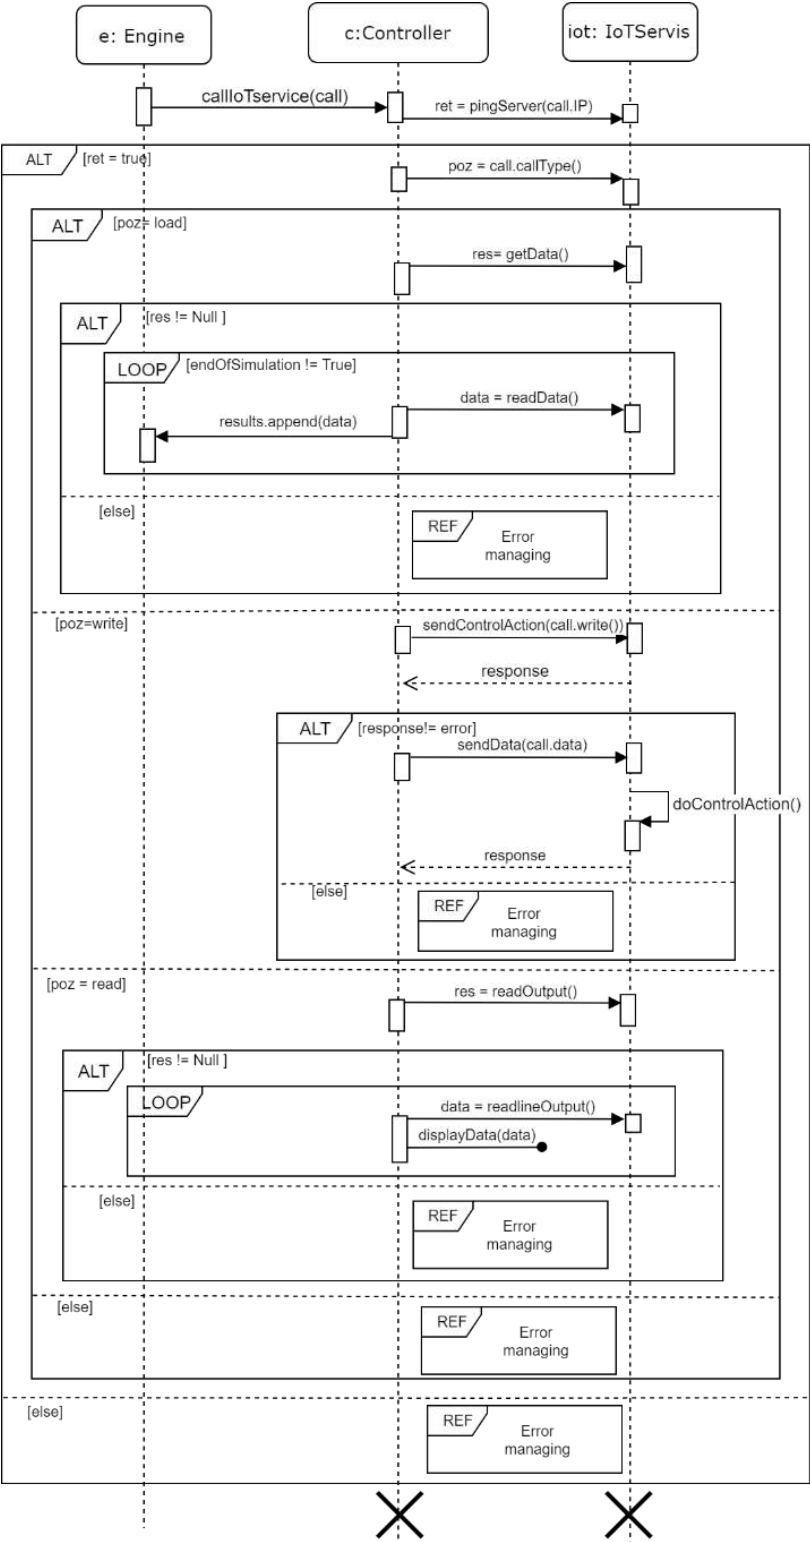 e: Engine
c:Controller
iot: IoTServis
callIoTservice(call)
ret = pingServer(call.IP)
ALT
[ret = true]
poz = call.callType()
ALT
[poz= load]
res= getData()
ALT
[res != Null ]
LOOP
[endOfSimulation != True]
data = readData()
results.append(data)
[else]
REF
Error
managing
[poz=write]
sendControlAction(call.write())
response
ALT
[response!= error]
sendData(call.data)
doControlAction()
response
[else]
REF
Error
managing
[poz = read]
res = readOutput()
ALT
[res != Null ]
LOOP
data = readlineOutput()
displayData(data)
[else]
REF
Error
managing
[else]
REF
Error
managing
[else]
REF
Error
managing